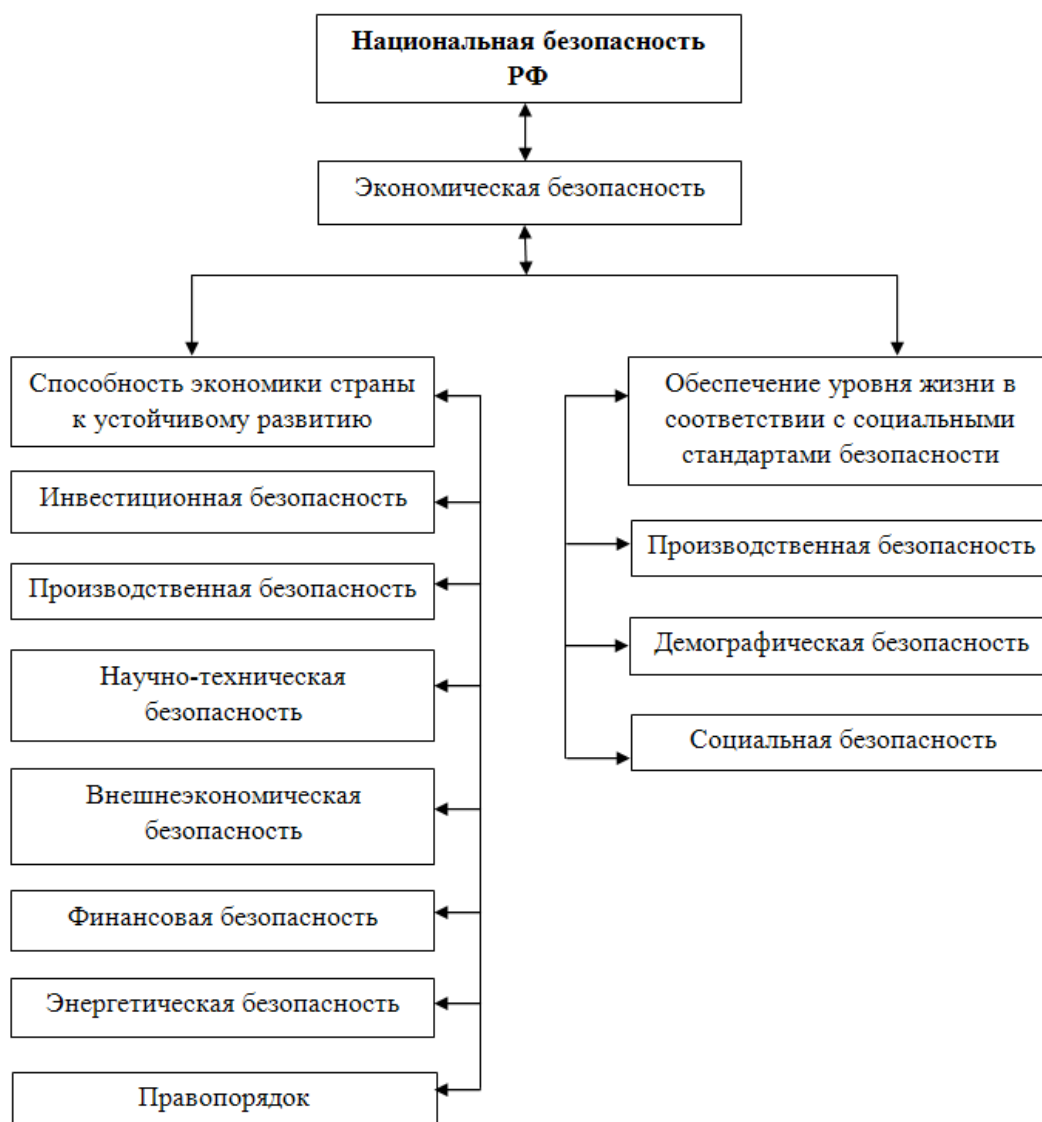 Национальная безопасность
РФ
Экономическая безопасность
Способность экономики страны
к устойчивому развитию
Инвестиционная безопасность
Производственная безопасность
Научно-техническая
безопасность
Внешнеэкономическая
безопасность
Финансовая безопасность
Энергетическая безопасность
Правопорядок
Обеспечение уровня жизни в
соответствии с социальными
стандартами безопасности
Производственная безопасность
Демографическая безопасность
Социальная безопасность